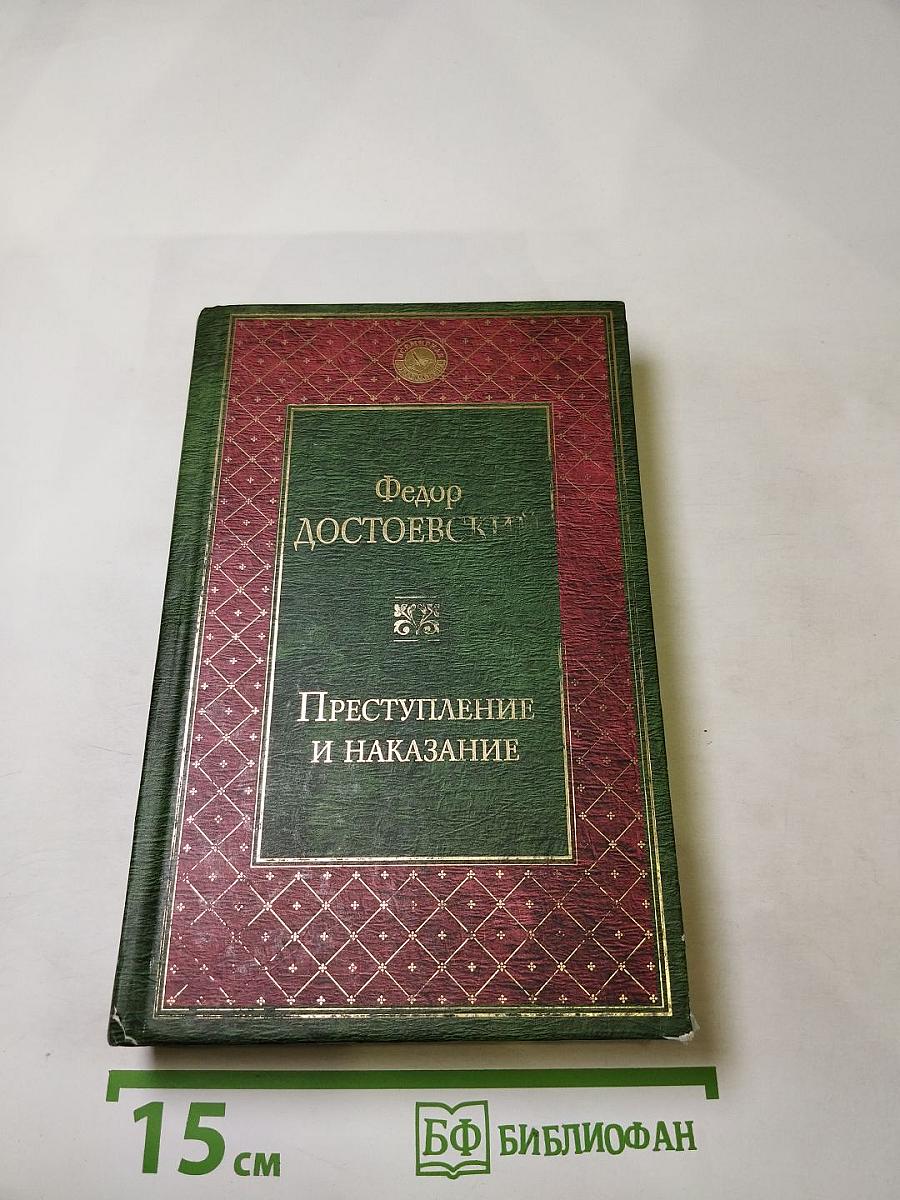 Федор
ДОСТОЕВСКИЙ
ПРЕСТУПЛЕНИЕ
И НАКАЗАНИЕ
15 см
БФ БИБЛИОФАН